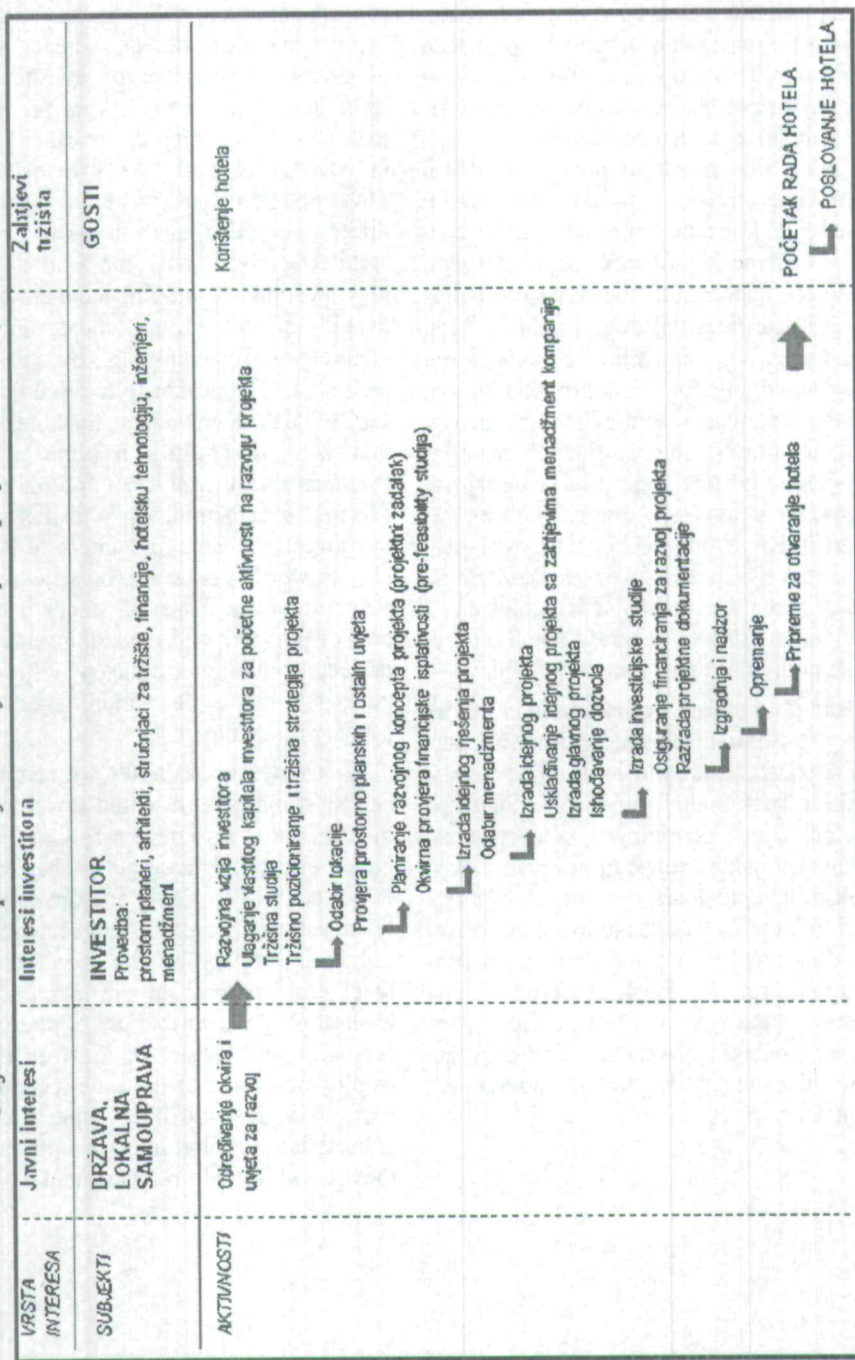 VRSTA
INTERESA
Javni interesi
Interesi investitora
Zahtjevi
tržišta
SUBJEKTI
DRŽAVA,
LOKALNA
SAMOUPRAVA
INVESTITOR
Provedba:
prostorni planeri, arhitekti, stručnjaci za tržište, financije, hotelsku tehnologiju, inženjeri,
menadžment
GOSTI
AKTIVNOSTI
Određivanje okvira i
uvjeta za razvoj
Razvojna vizija investitora
Ulaganje vlastitog kapitala investitora za početne aktivnosti na razvoju projekta
Tržišna studija
Tržišno pozicioniranje i tržišna strategija projekta
Odabir lokacije
Provjera prostorno planskih i ostalih uvjeta
Planiranje razvojnog koncepta projekta (projektni zadatak)
Okvirna provjera financijske isplativosti (pre-feasibility studija)
Izrada idejnog rješenja projekta
Odabir menadžmenta
Izrada idejnog projekta
Usklađivanje idejnog projekta sa zahtjevima menadžment kompanije
Izrada glavnog projekta
Ishođavanje dozvola
Izrada investicijske studije
Osiguranje financiranja za razvoj projekta
Razrada projektne dokumentacije
Izgradnja i nadzor
Opremanje
Pripreme za otvaranje hotela
Korištenje hotela
POČETAK RADA HOTELA
POSLOVANJE HOTELA